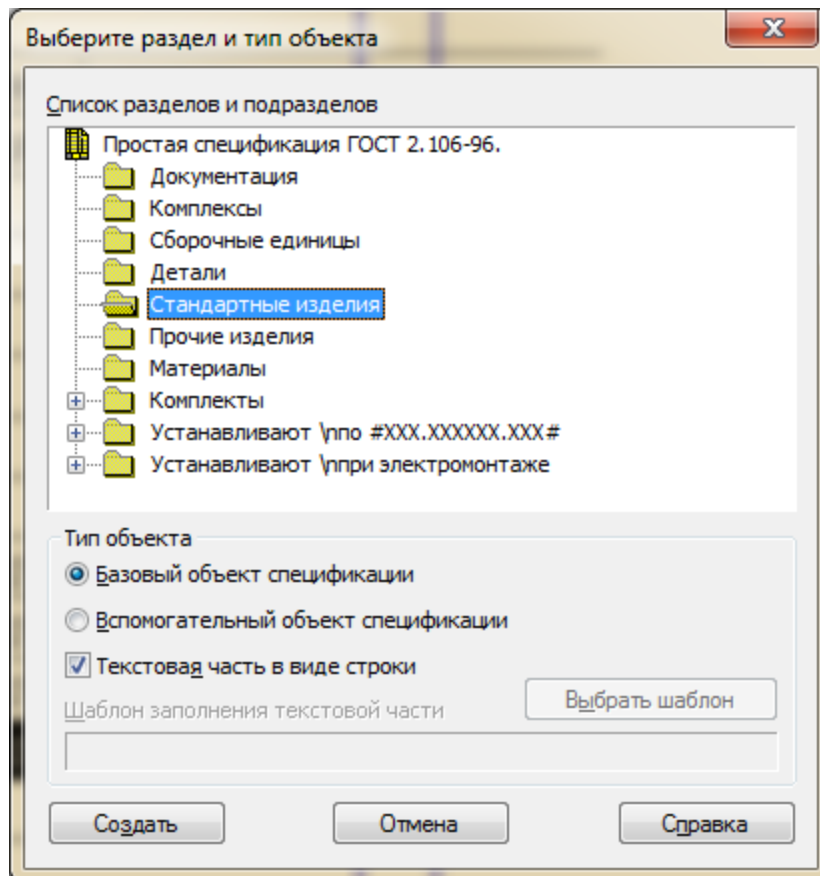 Выберите раздел и тип объекта
Список разделов и подразделов
Простая спецификация ГОСТ 2.106-96.
Документация
Комплексы
Сборочные единицы
Детали
Стандартные изделия
Прочие изделия
Материалы
Комплекты
Устанавливают \nпо #XXX.XXXXXX.XXX#
Устанавливают \nпри электромонтаже
Тип объекта
Базовый объект спецификации
Вспомогательный объект спецификации
Текстовая часть в виде строки
Шаблон заполнения текстовой части
Выбрать шаблон
Создать Отмена Справка